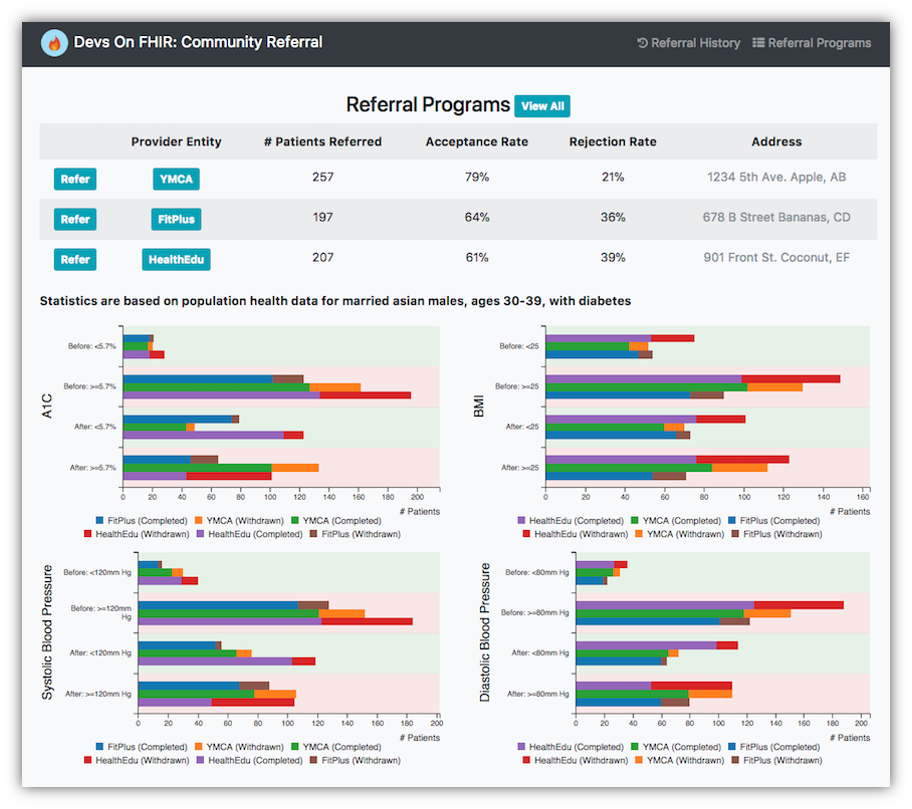 Devs On FHIR: Community Referral
Referral History Referral Programs
Referral Programs View All
Provider Entity # Patients Referred Acceptance Rate Rejection Rate Address
Refer YMCA 257 79% 21% 1234 5th Ave. Apple, AB
Refer FitPlus 197 64% 36% 678 B Street Bananas, CD
Refer HealthEdu 207 61% 39% 901 Front St. Coconut, EF
Statistics are based on population health data for married asian males, ages 30-39, with diabetes
A1C
Before: <5.7%
Before: >=5.7%
After: <5.7%
After: >=5.7%
0 20 40 60 80 100 120 140 160 180 200
# Patients
FitPlus (Completed) YMCA (Withdrawn) YMCA (Completed)
HealthEdu (Withdrawn) HealthEdu (Completed) FitPlus (Withdrawn)
BMI
Before: <25
Before: >=25
After: <25
After: >=25
0 20 40 60 80 100 120 140 160
# Patients
HealthEdu (Completed) YMCA (Completed) FitPlus (Completed)
HealthEdu (Withdrawn) YMCA (Withdrawn) FitPlus (Withdrawn)
Systolic Blood Pressure
Before: <120mm Hg
Before: >=120mm
Hg
After: <120mm Hg
After: >=120mm Hg
0 20 40 60 80 100 120 140 160 180 200
# Patients
FitPlus (Completed) YMCA (Withdrawn) YMCA (Completed)
HealthEdu (Withdrawn) HealthEdu (Completed) FitPlus (Withdrawn)
Diastolic Blood Pressure
Before: <80mm Hg
Before: >=80mm Hg
After: <80mm Hg
After: >=80mm Hg
0 20 40 60 80 100 120 140 160 180 200
# Patients
HealthEdu (Completed) YMCA (Completed) FitPlus (Completed)
HealthEdu (Withdrawn) YMCA (Withdrawn) FitPlus (Withdrawn)